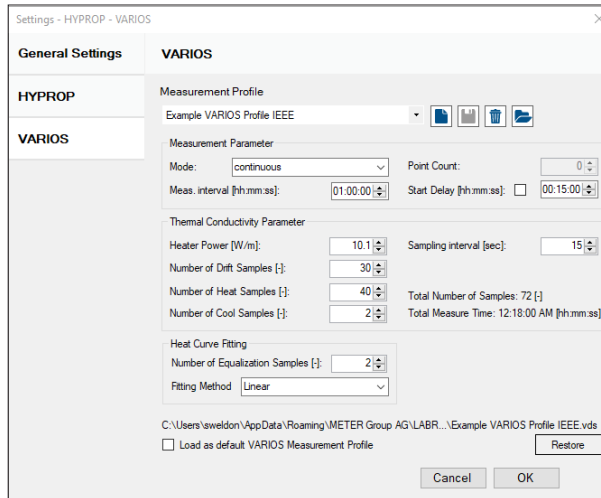 Settings - HYPROP - VARIOS
General Settings
HYPROP
VARIOS
VARIOS
Measurement Profile
Example VARIOS Profile IEEE
Measurement Parameter
Mode: continuous Point Count: 0
Meas. interval [hh:mm:ss]: 01:00:00 Start Delay [hh:mm:ss]: 00:15:00
Thermal Conductivity Parameter
Heater Power [W/m]: 10.1 Sampling interval [sec]: 15
Number of Drift Samples [-]: 30
Number of Heat Samples [-]: 40 Total Number of Samples: 72 [-]
Number of Cool Samples [-]: 2 Total Measure Time: 12:18:00 AM [hh:mm:ss]
Heat Curve Fitting
Number of Equalization Samples [-]: 2
Fitting Method Linear
C:\Users\sweldon\AppData\Roaming\METER Group AG\LABR...\Example VARIOS Profile IEEE.vds
Load as default VARIOS Measurement Profile Restore
Cancel OK